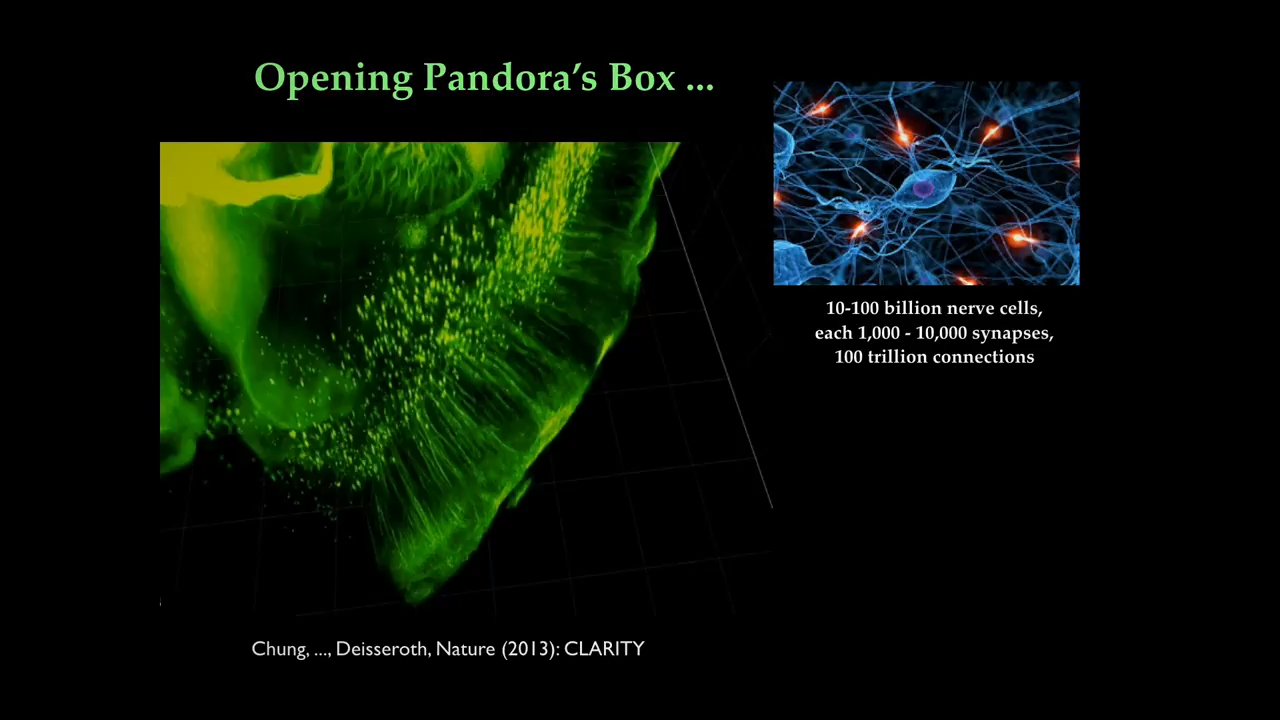 Opening Pandora's Box ...
10-100 billion nerve cells,
each 1,000 - 10,000 synapses,
100 trillion connections
Chung, ..., Deisseroth, Nature (2013): CLARITY